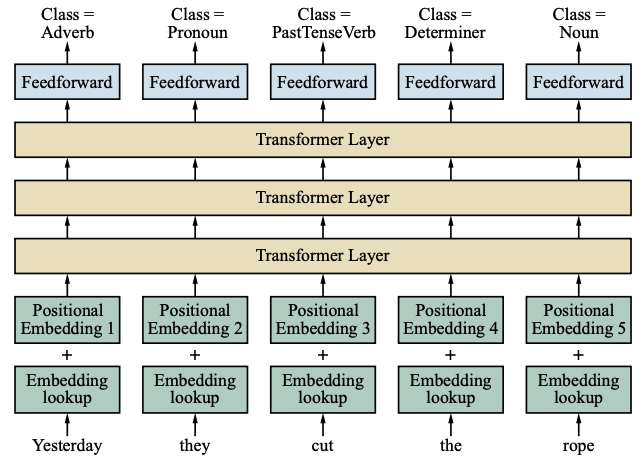 Class = Adverb
Class = Pronoun
Class = PastTenseVerb
Class = Determiner
Class = Noun
Feedforward
Feedforward
Feedforward
Feedforward
Feedforward
Transformer Layer
Transformer Layer
Transformer Layer
Positional Embedding 1
Positional Embedding 2
Positional Embedding 3
Positional Embedding 4
Positional Embedding 5
+
+
+
+
+
Embedding lookup
Embedding lookup
Embedding lookup
Embedding lookup
Embedding lookup
Yesterday
they
cut
the
rope